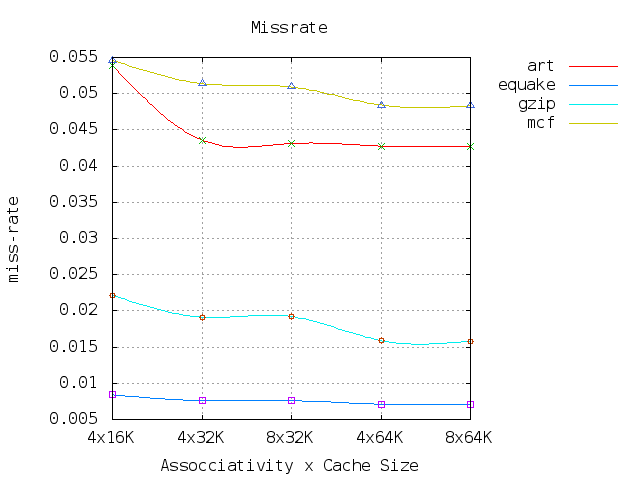 Missrate
0.055
0.05
0.045
0.04
0.035
0.03
0.025
0.02
0.015
0.01
0.005
miss-rate
4x16K 4x32K 8x32K 4x64K 8x64K
Assocciativity x Cache Size
art
equake
gzip
mcf